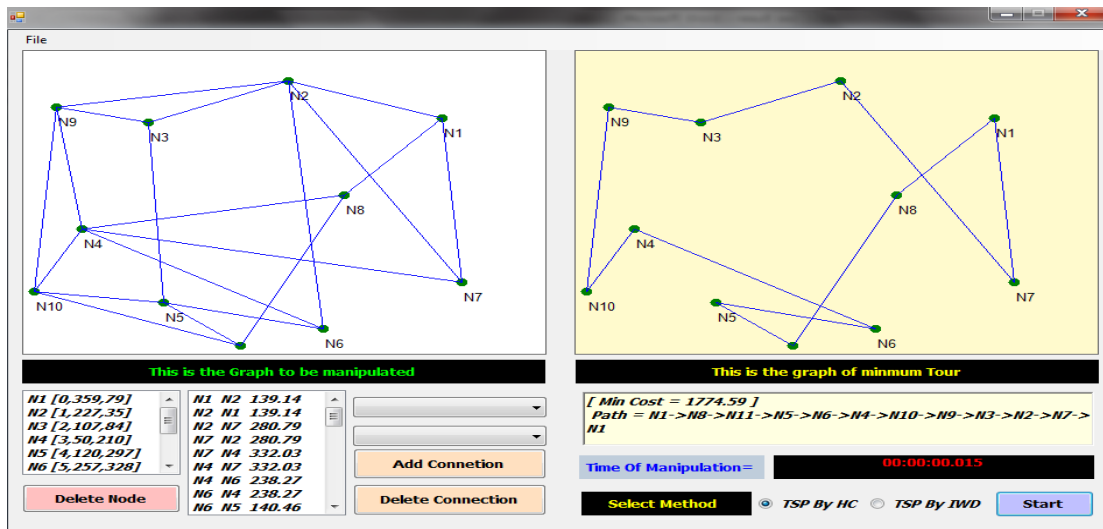 File
N2
N9
N3
N1
N8
N4
N7
N10
N5
N6
N2
N9
N3
N1
N8
N4
N7
N10
N5
N6
This is the Graph to be manipulated
This is the graph of minmum Tour
N1 [0,359,79]
N2 [1,227,35]
N3 [2,107,84]
N4 [3,50,210]
N5 [4,120,297]
N6 [5,257,328]
N1 N2 139.14
N2 N1 139.14
N2 N7 280.79
N7 N2 280.79
N7 N4 332.03
N4 N7 332.03
N4 N6 238.27
N6 N4 238.27
N6 N5 140.46
Add Connetion
Delete Node
Delete Connection
[ Min Cost = 1774.59 ]
Path = N1->N8->N11->N5->N6->N4->N10->N9->N3->N2->N7->
N1
Time Of Manipulation=
00:00:00.015
Select Method
TSP By HC
TSP By IWD
Start